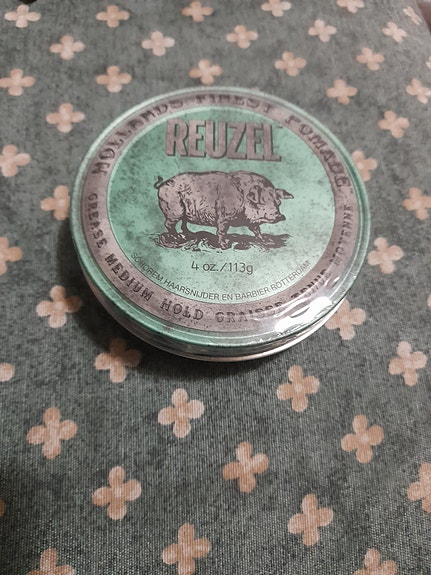 HOLLANDS FINEST POMADE
REUZEL
4 oz./113g
SCHOREM HAARSNIJDER EN BARBIER ROTTERDAM
GREASE MEDIUM HOLD GRAISSE TENUE MOYENNE